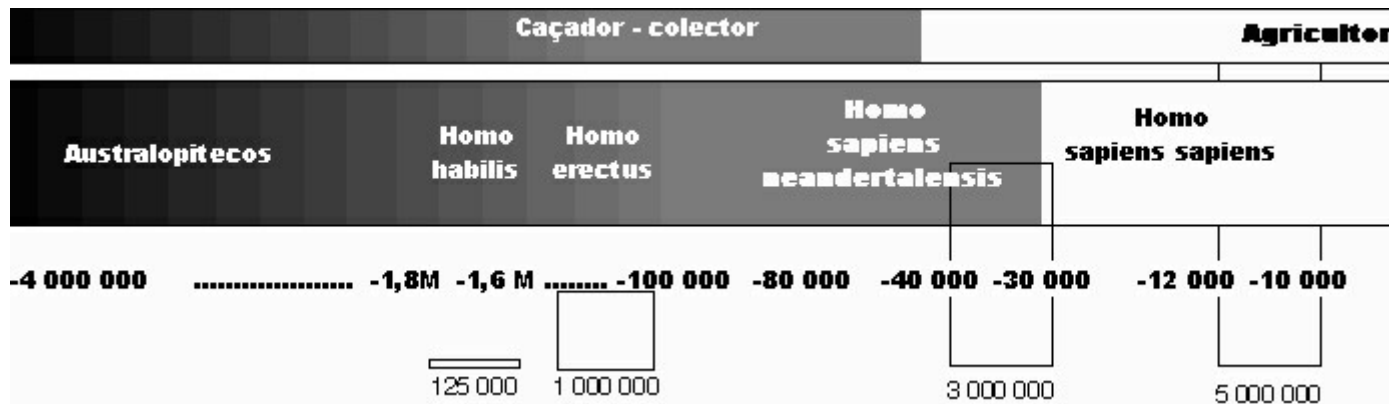 Caçador - colector Agricultor
Australopitecos
Homo
habilis
Homo
erectus
Homo
sapiens
neandertalensis
Homo
sapiens sapiens
-4 000 000 .................... -1,8M -1,6 M ........ -100 000 -80 000 -40 000 -30 000 -12 000 -10 000
125 000 1 000 000 3 000 000 5 000 000